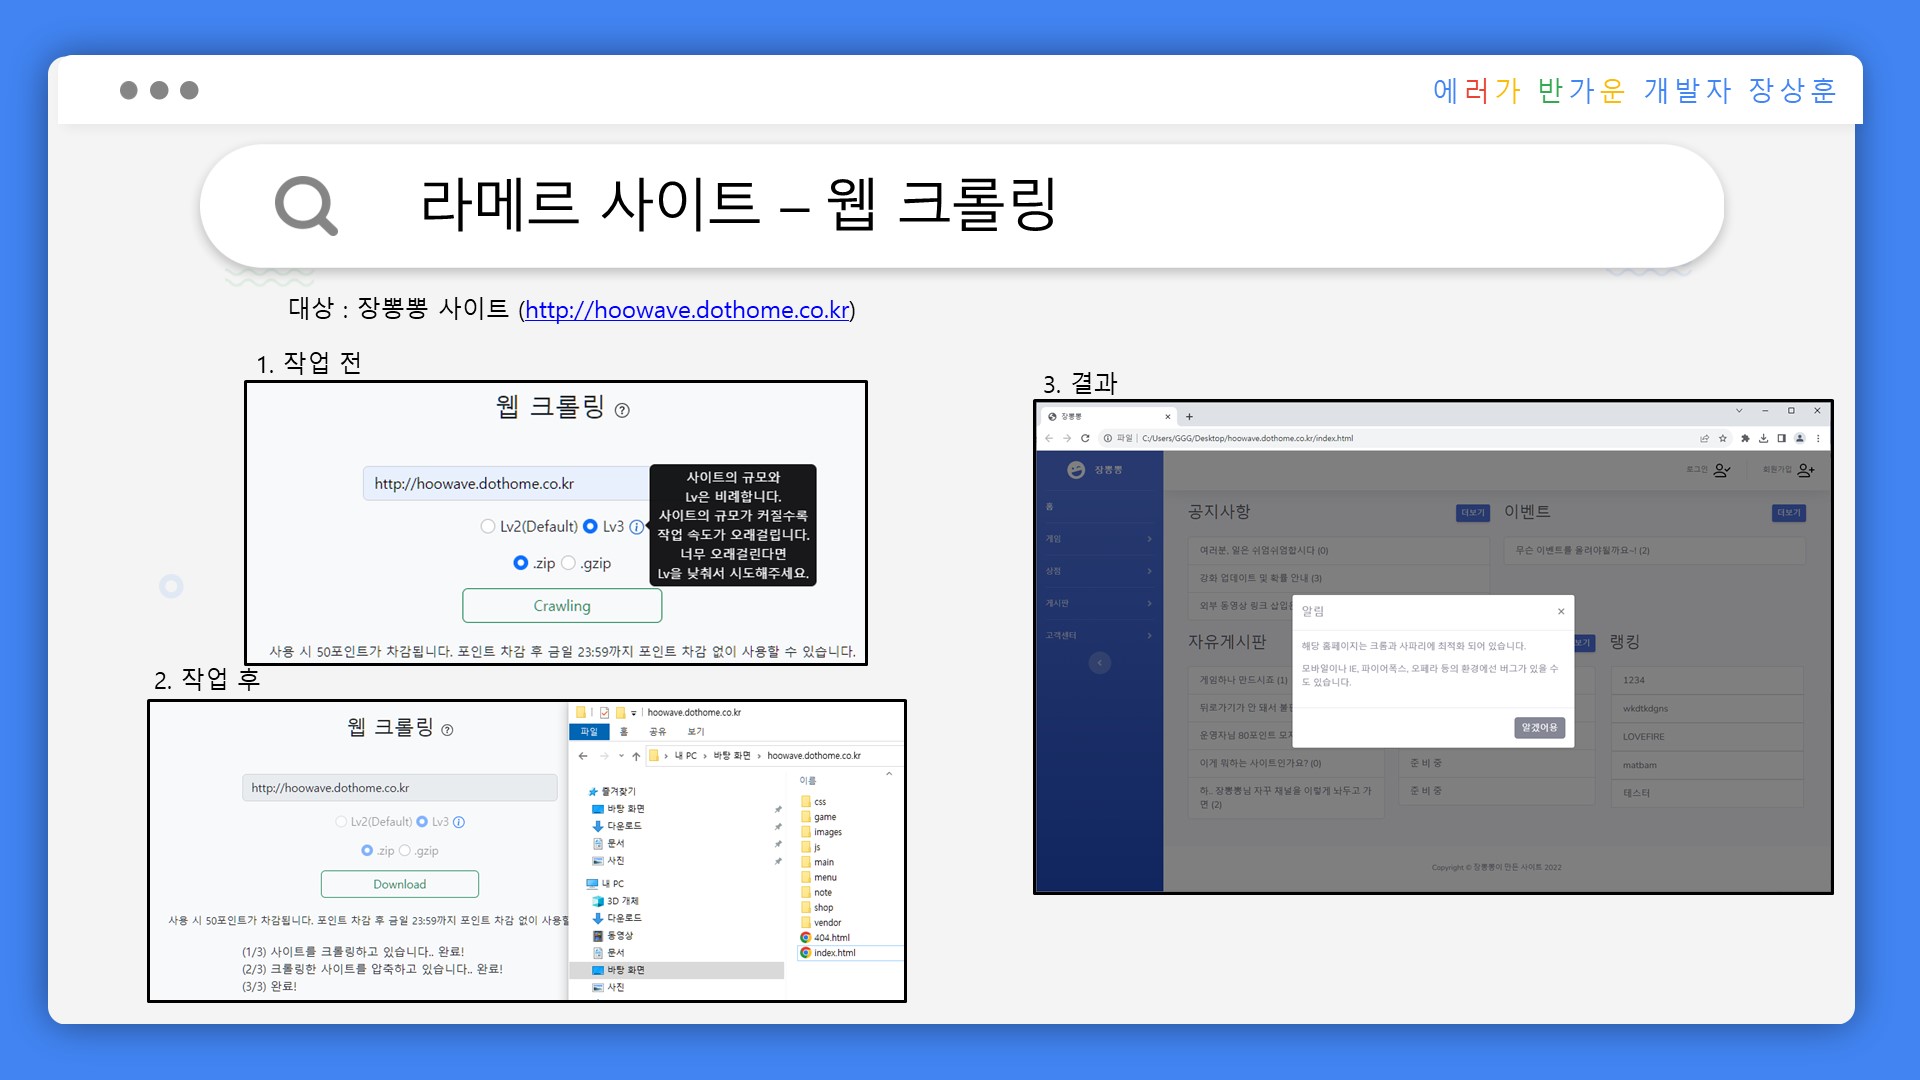 에러가 반가운 개발자 장상훈
라메르 사이트 – 웹 크롤링
대상 : 장뽕뽕 사이트 (http://hoowave.dothome.co.kr)
1. 작업 전
웹 크롤링
http://hoowave.dothome.co.kr
Lv2(Default) Lv3
.zip .gzip
사이트의 규모와
Lv은 비례합니다.
사이트의 규모가 커질수록
작업 속도가 오래걸립니다.
너무 오래걸린다면
Lv을 낮춰서 시도해주세요.
Crawling
사용 시 50포인트가 차감됩니다. 포인트 차감 후 금일 23:59까지 포인트 차감 없이 사용할 수 있습니다.
2. 작업 후
웹 크롤링
http://hoowave.dothome.co.kr
Lv2(Default) Lv3
.zip .gzip
Download
사용 시 50포인트가 차감됩니다. 포인트 차감 후 금일 23:59까지 포인트 차감 없이 사용할
(1/3) 사이트를 크롤링하고 있습니다.. 완료!
(2/3) 크롤링한 사이트를 압축하고 있습니다.. 완료!
(3/3) 완료!
hoowave.dothome.co.kr
파일 홈 공유 보기
내 PC › 바탕 화면 › hoowave.dothome.co.kr
즐겨찾기
바탕 화면
다운로드
문서
사진
내 PC
3D 개체
다운로드
동영상
문서
바탕 화면
사진
이름
css
game
images
js
main
menu
note
shop
vendor
404.html
index.html
3. 결과
장뽕뽕
파일 | C:/Users/GGG/Desktop/hoowave.dothome.co.kr/index.html
장뽕뽕
로그인 회원가입
홈
게임
상점
게시판
고객센터
공지사항 더보기
여러분, 일은 쉬엄쉬엄합시다 (0)
강화 업데이트 및 확률 안내 (3)
외부 동영상 링크 삽입
이벤트 더보기
무슨 이벤트를 올려야될까요~! (2)
자유게시판
게임하나 만드시죠 (1)
뒤로가기가 안 돼서
운영자님 80포인트
이게 뭐하는 사이트인가요? (0)
하.. 장뽕뽕님 자꾸 채널을 이렇게 놔두고 가
면 (2)
보기
준 비 중
준 비 중
랭킹
1234
wkdtkdgns
LOVEFIRE
matbam
테스터
알림
해당 홈페이지는 크롬과 사파리에 최적화 되어 있습니다.
모바일이나 IE, 파이어폭스, 오페라 등의 환경에선 버그가 있을 수
도 있습니다.
알겠어용
Copyright © 장뽕뽕이 만든 사이트 2022